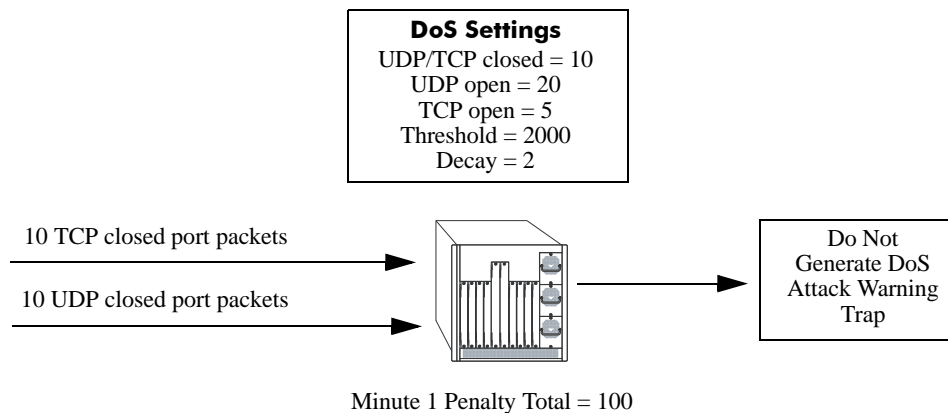 DoS Settings
UDP/TCP closed = 10
UDP open = 20
TCP open = 5
Threshold = 2000
Decay = 2
10 TCP closed port packets
10 UDP closed port packets
Do Not
Generate DoS
Attack Warning
Trap
Minute 1 Penalty Total = 100